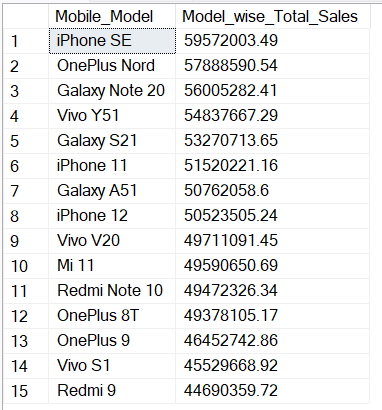 Mobile_Model Model_wise_Total_Sales
1 iPhone SE 59572003.49
2 OnePlus Nord 57888590.54
3 Galaxy Note 20 56005282.41
4 Vivo Y51 54837667.29
5 Galaxy S21 53270713.65
6 iPhone 11 51520221.16
7 Galaxy A51 50762058.6
8 iPhone 12 50523505.24
9 Vivo V20 49711091.45
10 Mi 11 49590650.69
11 Redmi Note 10 49472326.34
12 OnePlus 8T 49378105.17
13 OnePlus 9 46452742.86
14 Vivo S1 45529668.92
15 Redmi 9 44690359.72